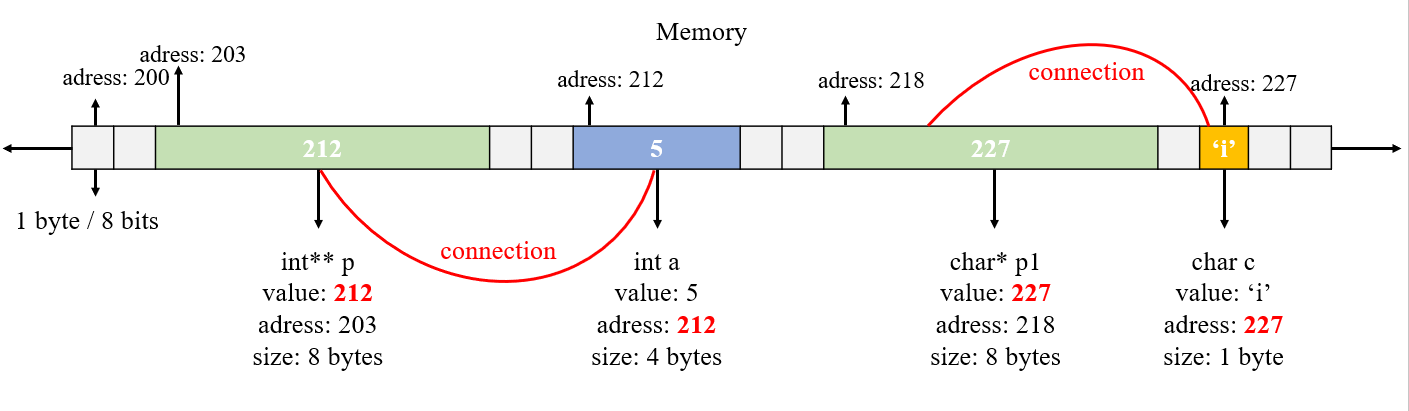 Memory
adress: 203
adress: 200
adress: 212
adress: 218
connection
adress: 227
212
5
227
‘i’
1 byte / 8 bits
connection
int** p
value: 212
adress: 203
size: 8 bytes
int a
value: 5
adress: 212
size: 4 bytes
char* p1
value: 227
adress: 218
size: 8 bytes
char c
value: ‘i’
adress: 227
size: 1 byte